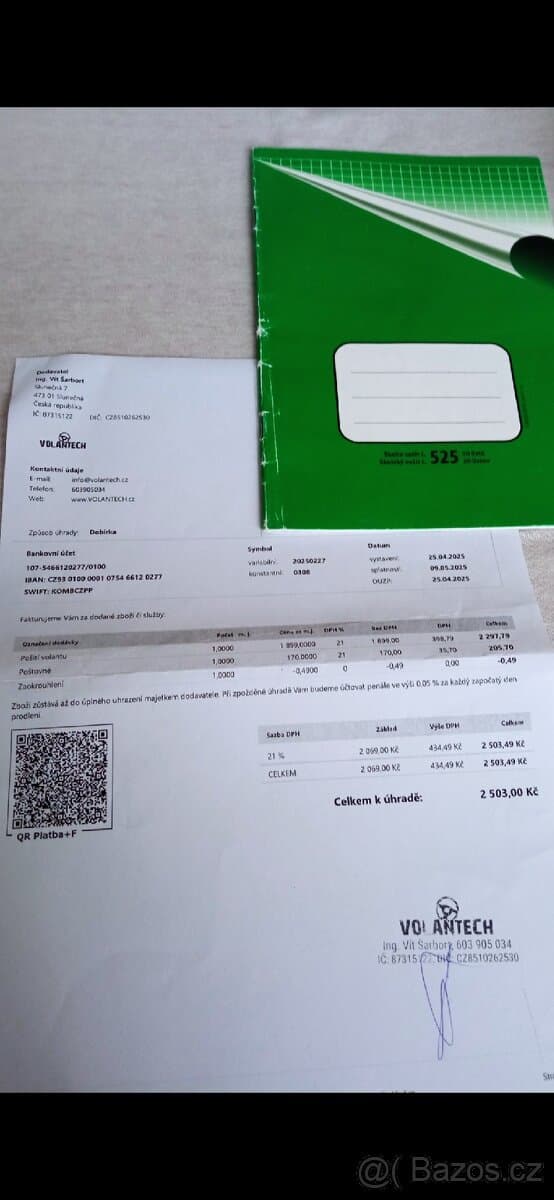 Dodavatel
Ing. Vít Šarbort
Slunečná 7
473 01 Slunečná
Česká republika
IČ: 87315122 DIČ: CZ8510262530
VOLANTECH
Kontaktní údaje
E-mail: info@volantech.cz
Telefon: 603905034
Web: www.VOLANTECH.cz
525
Způsob úhrady: Dobírka
Bankovní účet
107-5466120277/0100
IBAN: CZ93 0100 0001 0754 6612 0277
SWIFT: KOMBCZPP
Symbol
variabilní: 20250227
konstantní: 0308
Datum
vystavení: 25.04.2025
splatnosti: 09.05.2025
DUZP: 25.04.2025
Fakturujeme Vám za dodané zboží či služby:
Označení dodávky Počet m. j. Cena za m.j. DPH % Bez DPH DPH Celkem
Pošití volantu 1,0000 1 899,0000 21 1 899,00 398,79 2 297,79
Poštovné 1,0000 170,0000 21 170,00 35,70 205,70
Zaokrouhlení 1,0000 -0,4900 0 -0,49 0,00 -0,49
Zboží zůstává až do úplného uhrazení majetkem dodavatele. Při zpožděné úhradě Vám budeme účtovat penále ve výši 0,05 % za každý započatý den
prodlení
Sazba DPH Základ Výše DPH Celkem
21 % 2 069,00 Kč 434,49 Kč 2 503,49 Kč
CELKEM 2 069,00 Kč 434,49 Kč 2 503,49 Kč
Celkem k úhradě: 2 503,00 Kč
QR Platba+F
VOLANTECH
Ing. Vít Šarbort, 603 905 034
IČ: 87315122, DIČ: CZ8510262530
@( Bazos.cz